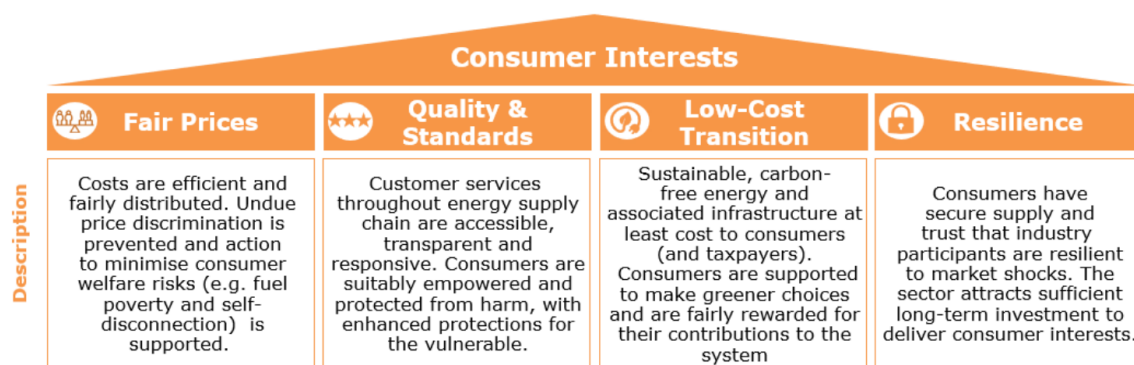 Consumer Interests
Fair Prices
Quality &
Standards
Low-Cost
Transition
Resilience
Description
Costs are efficient and
fairly distributed. Undue
price discrimination is
prevented and action
to minimise consumer
welfare risks (e.g. fuel
poverty and self-
disconnection)  is
supported.
Customer services
throughout energy supply
chain are accessible,
transparent and
responsive. Consumers are
suitably empowered and
protected from harm, with
enhanced protections for
the vulnerable.
Sustainable, carbon-
free energy and
associated infrastructure at
least cost to consumers
(and taxpayers).
Consumers are supported
to make greener choices
and are fairly rewarded for
their contributions to the
system
Consumers have
secure supply and
trust that industry
participants are resilient
to market shocks. The
sector attracts sufficient
long-term investment to
deliver consumer interests.